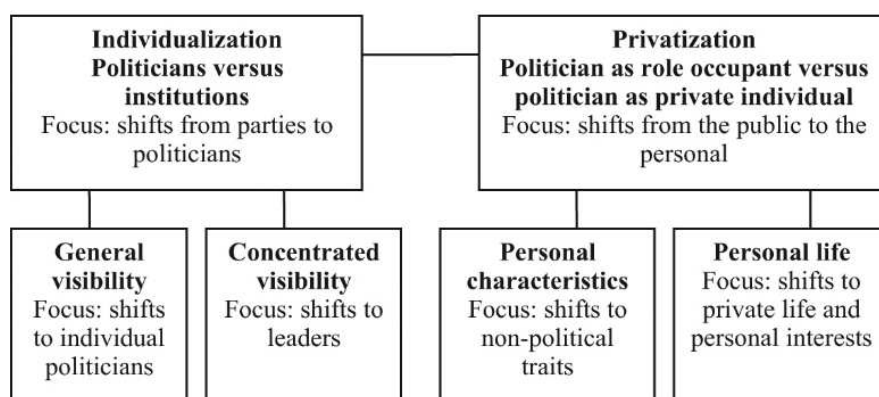 Individualization
Politicians versus
institutions
Focus: shifts from parties to
politicians
Privatization
Politician as role occupant versus
politician as private individual
Focus: shifts from the public to the
personal
General
visibility
Focus: shifts
to individual
politicians
Concentrated
visibility
Focus: shifts to
leaders
Personal
characteristics
Focus: shifts to
non-political
traits
Personal life
Focus: shifts to
private life and
personal interests